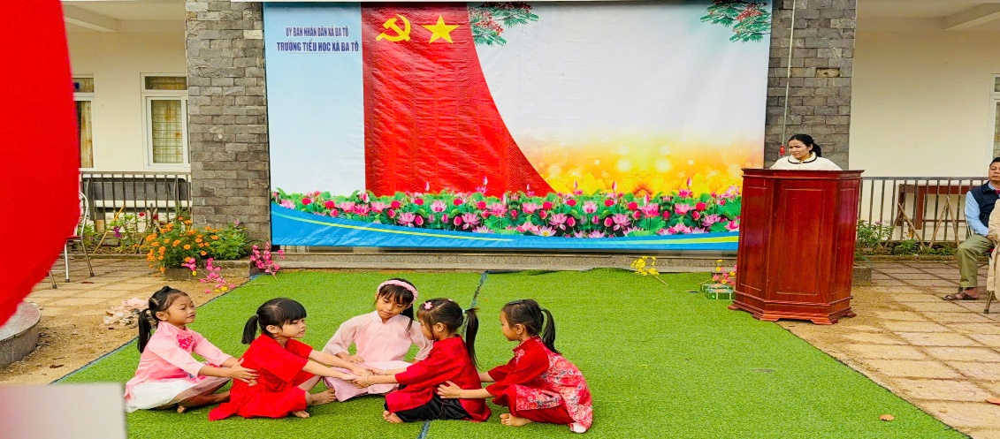 ỦY BAN NHÂN DÂN XÃ BA TÔ
TRƯỜNG TIỂU HỌC XÃ BA TÔ